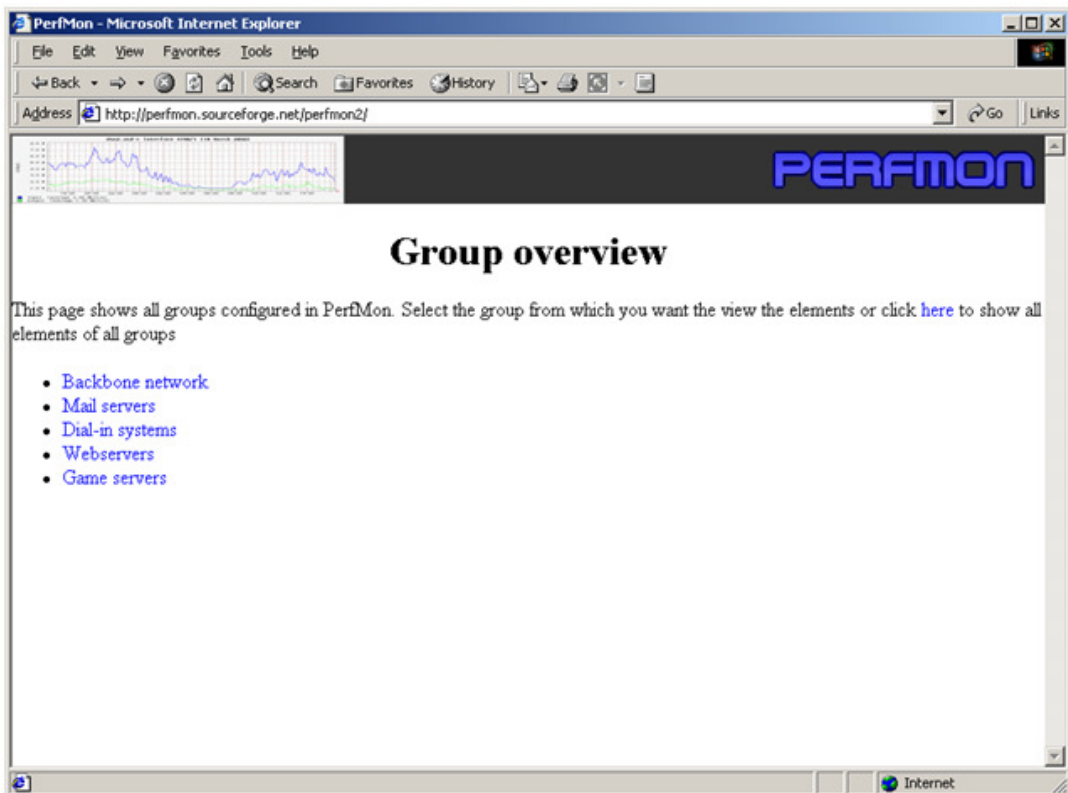 PerfMon - Microsoft Internet Explorer
File Edit View Favorites Tools Help
Back Search Favorites History
Address http://perfmon.sourceforge.net/perfmon2/ Go Links
PERFMON
Group overview
This page shows all groups configured in PerfMon. Select the group from which you want the view the elements or click here to show all
elements of all groups
Backbone network
Mail servers
Dial-in systems
Webservers
Game servers
Internet